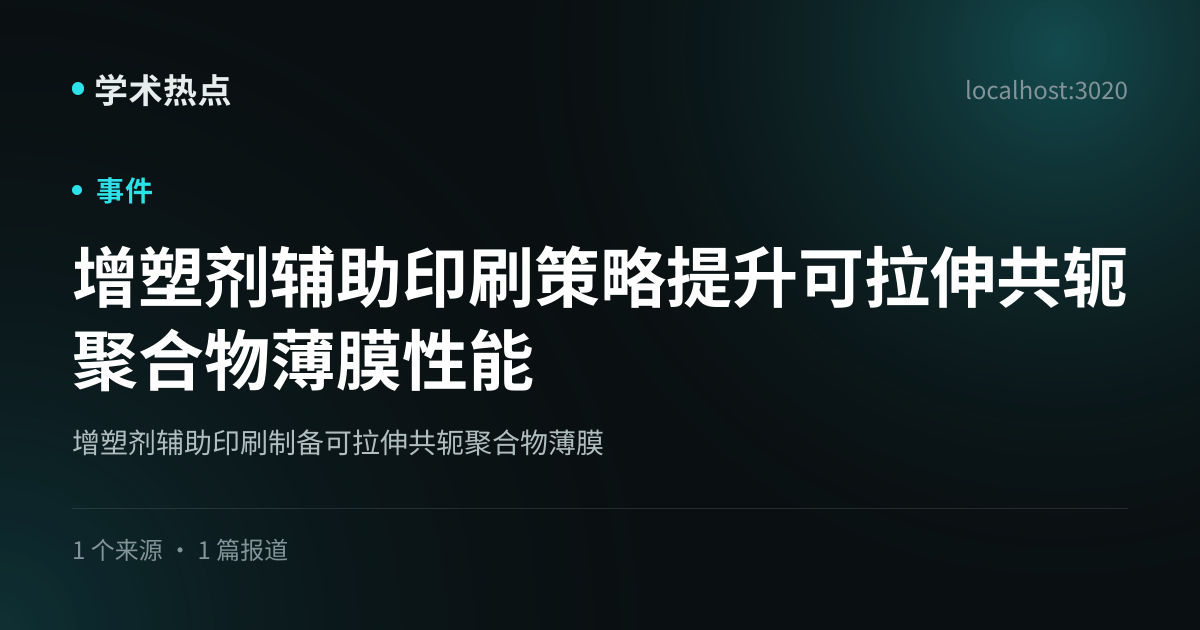 学术热点
localhost:3020
事件
增塑剂辅助印刷策略提升可拉伸共轭
聚合物薄膜性能
增塑剂辅助印刷制备可拉伸共轭聚合物薄膜
1 个来源 · 1 篇报道